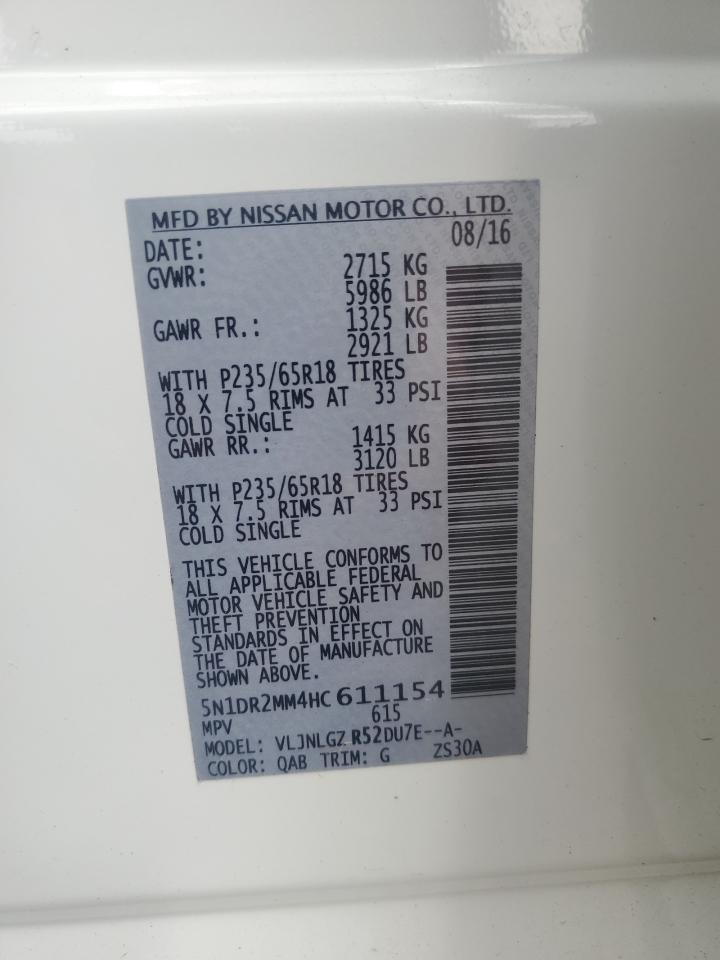 MFD BY NISSAN MOTOR CO., LTD.
DATE: 08/16
GVWR: 2715 KG
5986 LB
GAWR FR.: 1325 KG
2921 LB
WITH P235/65R18 TIRES
18 X 7.5 RIMS AT 33 PSI
COLD SINGLE
GAWR RR.: 1415 KG
3120 LB
WITH P235/65R18 TIRES
18 X 7.5 RIMS AT 33 PSI
COLD SINGLE
THIS VEHICLE CONFORMS TO
ALL APPLICABLE FEDERAL
MOTOR VEHICLE SAFETY AND
THEFT PREVENTION
STANDARDS IN EFFECT ON
THE DATE OF MANUFACTURE
SHOWN ABOVE.
5N1DR2MM4HC611154
MPV 615
MODEL: VLJNLGZ R52DU7E--A-
COLOR: QAB TRIM: G ZS30A